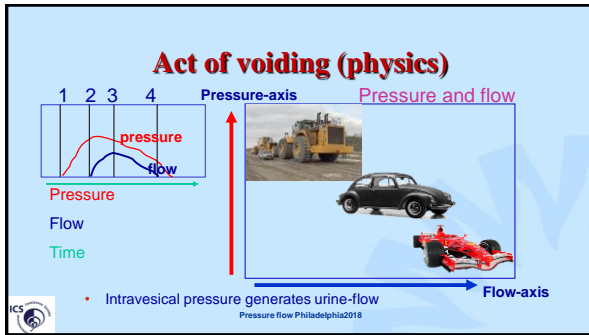 Act of voiding (physics)
1 2 3 4
Pressure-axis
Pressure and flow
pressure
flow
Pressure
Flow
Time
Flow-axis
• Intravesical pressure generates urine-flow
Pressure flow Philadelphia2018
ICS